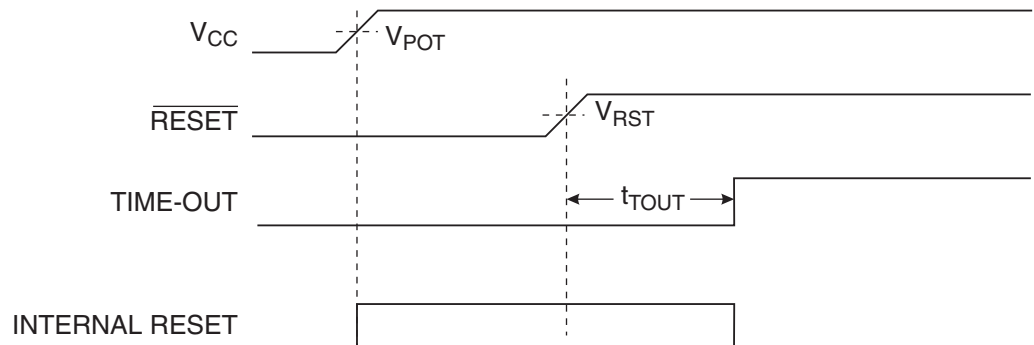 VCC
VPOT
RESET
VRST
TIME-OUT
tTOUT
INTERNAL RESET